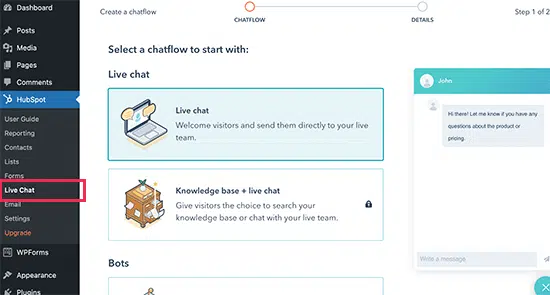 Dashboard
Posts
Media
Pages
Comments
HubSpot
User Guide
Reporting
Contacts
Lists
Forms
Live Chat
Email
Settings
Upgrade
WPForms
Appearance
Plugins
Create a chatflow
CHATFLOW
DETAILS
Step 1 of 2
Select a chatflow to start with:
Live chat
Live chat
Welcome visitors and send them directly to your live
team.
Knowledge base + live chat
Give visitors the choice to search your
knowledge base or chat with your live team.
Bots
John
Hi there! Let me know if you have any
questions about the product or
pricing.
Write a message